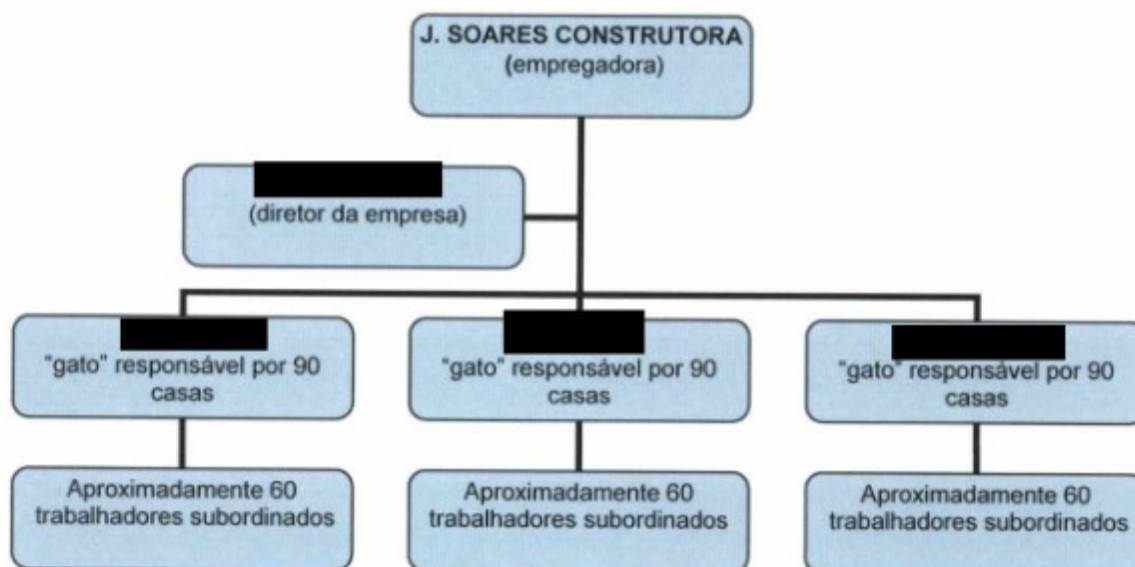 J. SOARES CONSTRUTORA
(empregadora)
(diretor da empresa)
"gato" responsável por 90
casas
"gato" responsável por 90
casas
"gato" responsável por 90
casas
Aproximadamente 60
trabalhadores subordinados
Aproximadamente 60
trabalhadores subordinados
Aproximadamente 60
trabalhadores subordinados